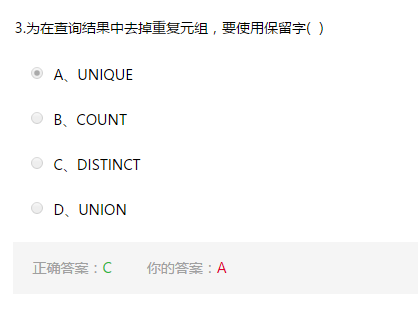 3.为在查询结果中去掉重复元组，要使用保留字(  )
A、UNIQUE
B、COUNT
C、DISTINCT
D、UNION
正确答案：C 你的答案：A